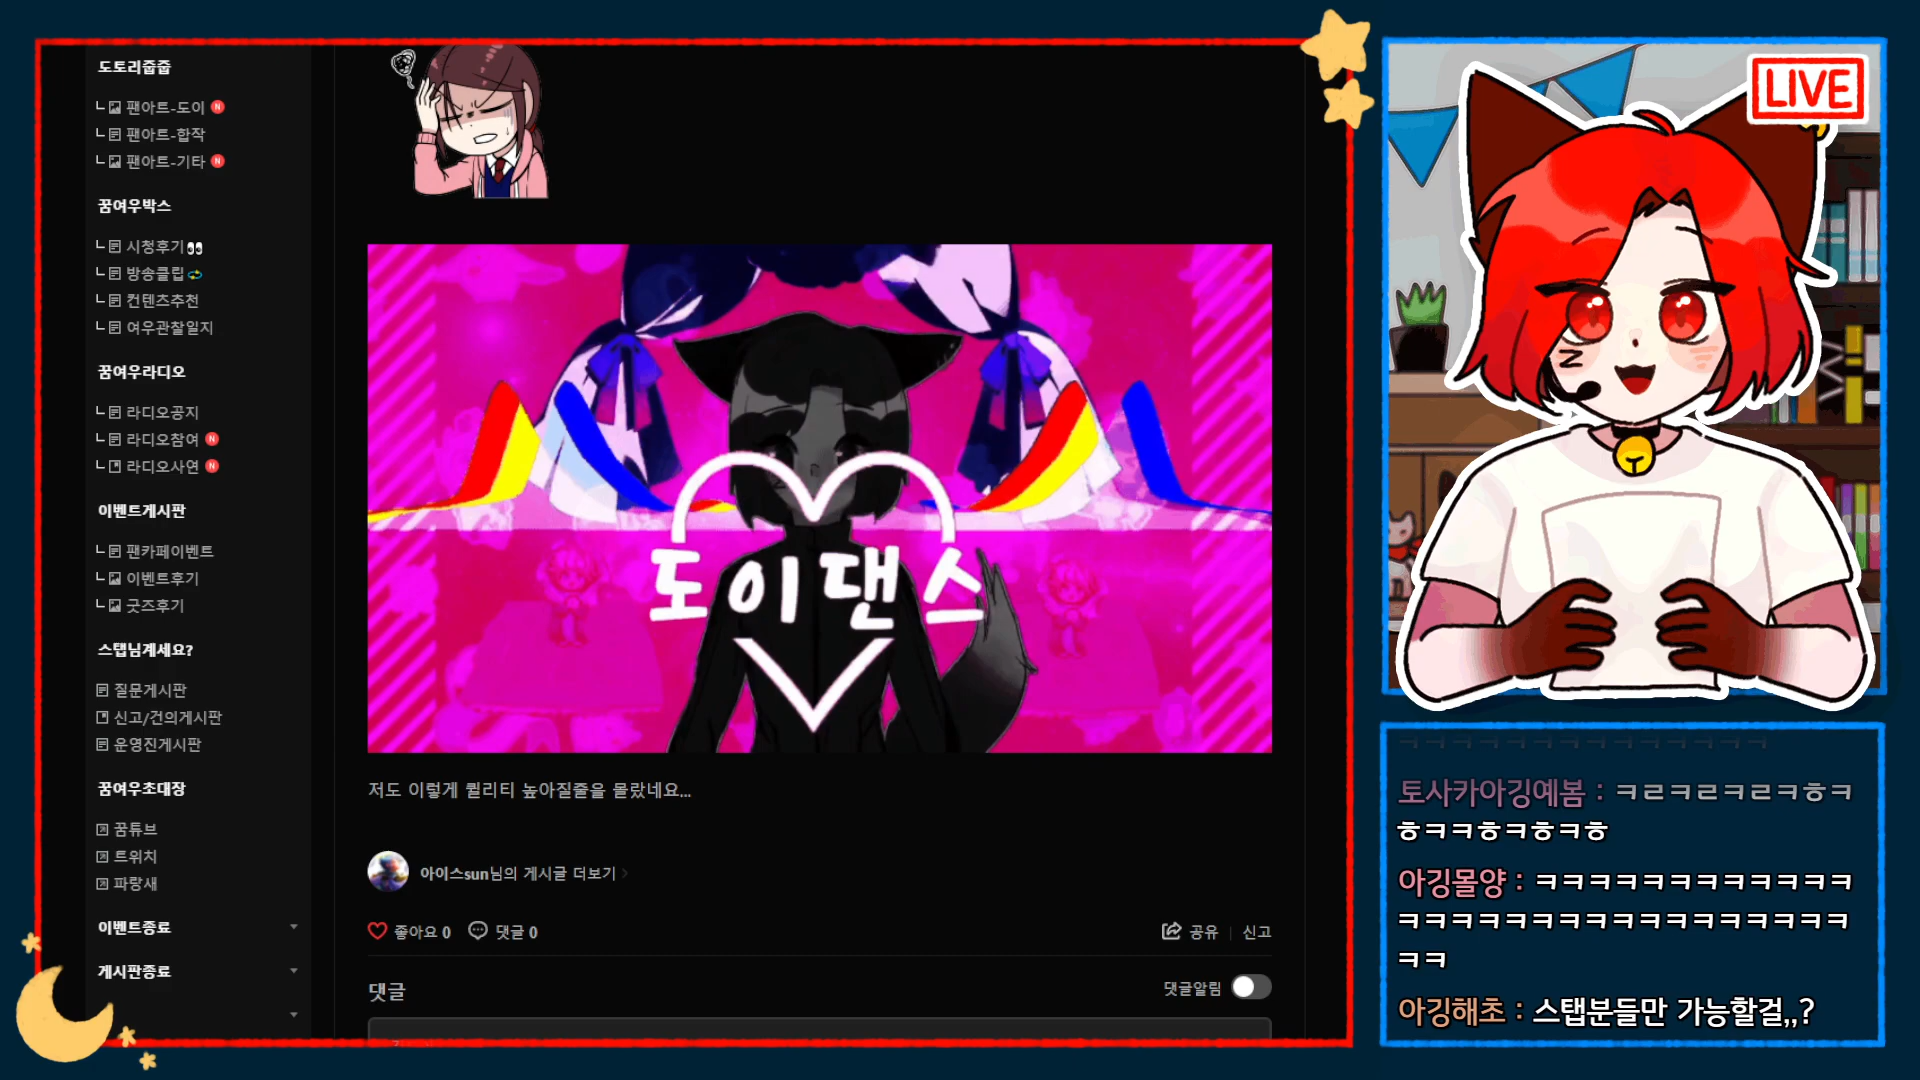 도토리줍줍
팬아트-도이 N
팬아트-합작
팬아트-기타 N
꿈여우박스
시청후기
방송클립
컨텐츠추천
여우관찰일지
꿈여우라디오
라디오공지
라디오참여 N
라디오사연 N
이벤트게시판
팬카페이벤트
이벤트후기
굿즈후기
스탭님계세요?
질문게시판
신고/건의게시판
운영진게시판
꿈여우초대장
꿈튜브
트위치
파랑새
이벤트종료
게시판종료
도이댄스
저도 이렇게 퀄리티 높아질줄을 몰랐네요...
아이스sun님의 게시글 더보기
좋아요 0 댓글 0
공유 신고
댓글
댓글알림
LIVE
토사카아깅예봄 : ㅋㄹㅋㄹㅋㄹㅋㅎㅋ
ㅎㅋㅋㅎㅋㅎㅋㅎ
아깅몰양 : ㅋㅋㅋㅋㅋㅋㅋㅋㅋㅋㅋㅋ
ㅋㅋㅋㅋㅋㅋㅋㅋㅋㅋㅋㅋㅋㅋㅋㅋㅋ
ㅋㅋ
아깅해초 : 스탭분들만 가능할걸,,?